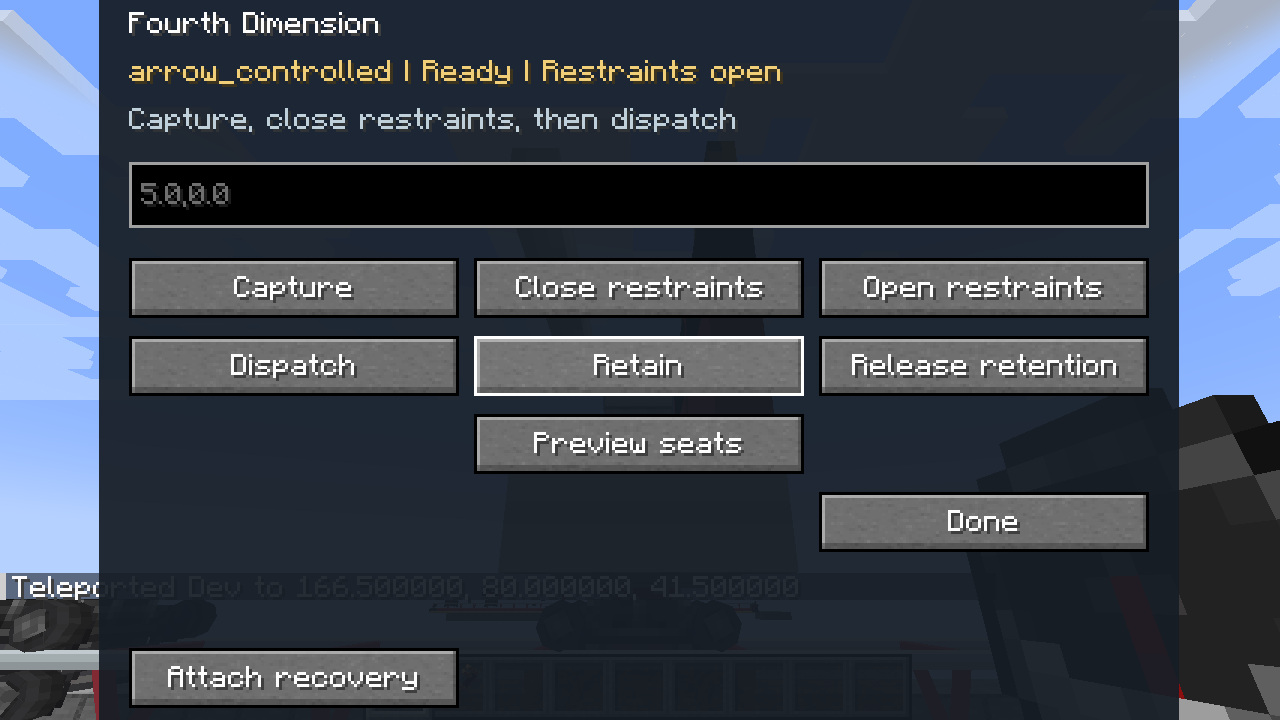 Fourth Dimension
arrow_controlled | Ready | Restraints open
Capture, close restraints, then dispatch
5.0,0.0
Capture
Close restraints
Open restraints
Dispatch
Retain
Release retention
Preview seats
Done
Teleported Dev to 166.500000, 80.000000, 41.500000
Attach recovery